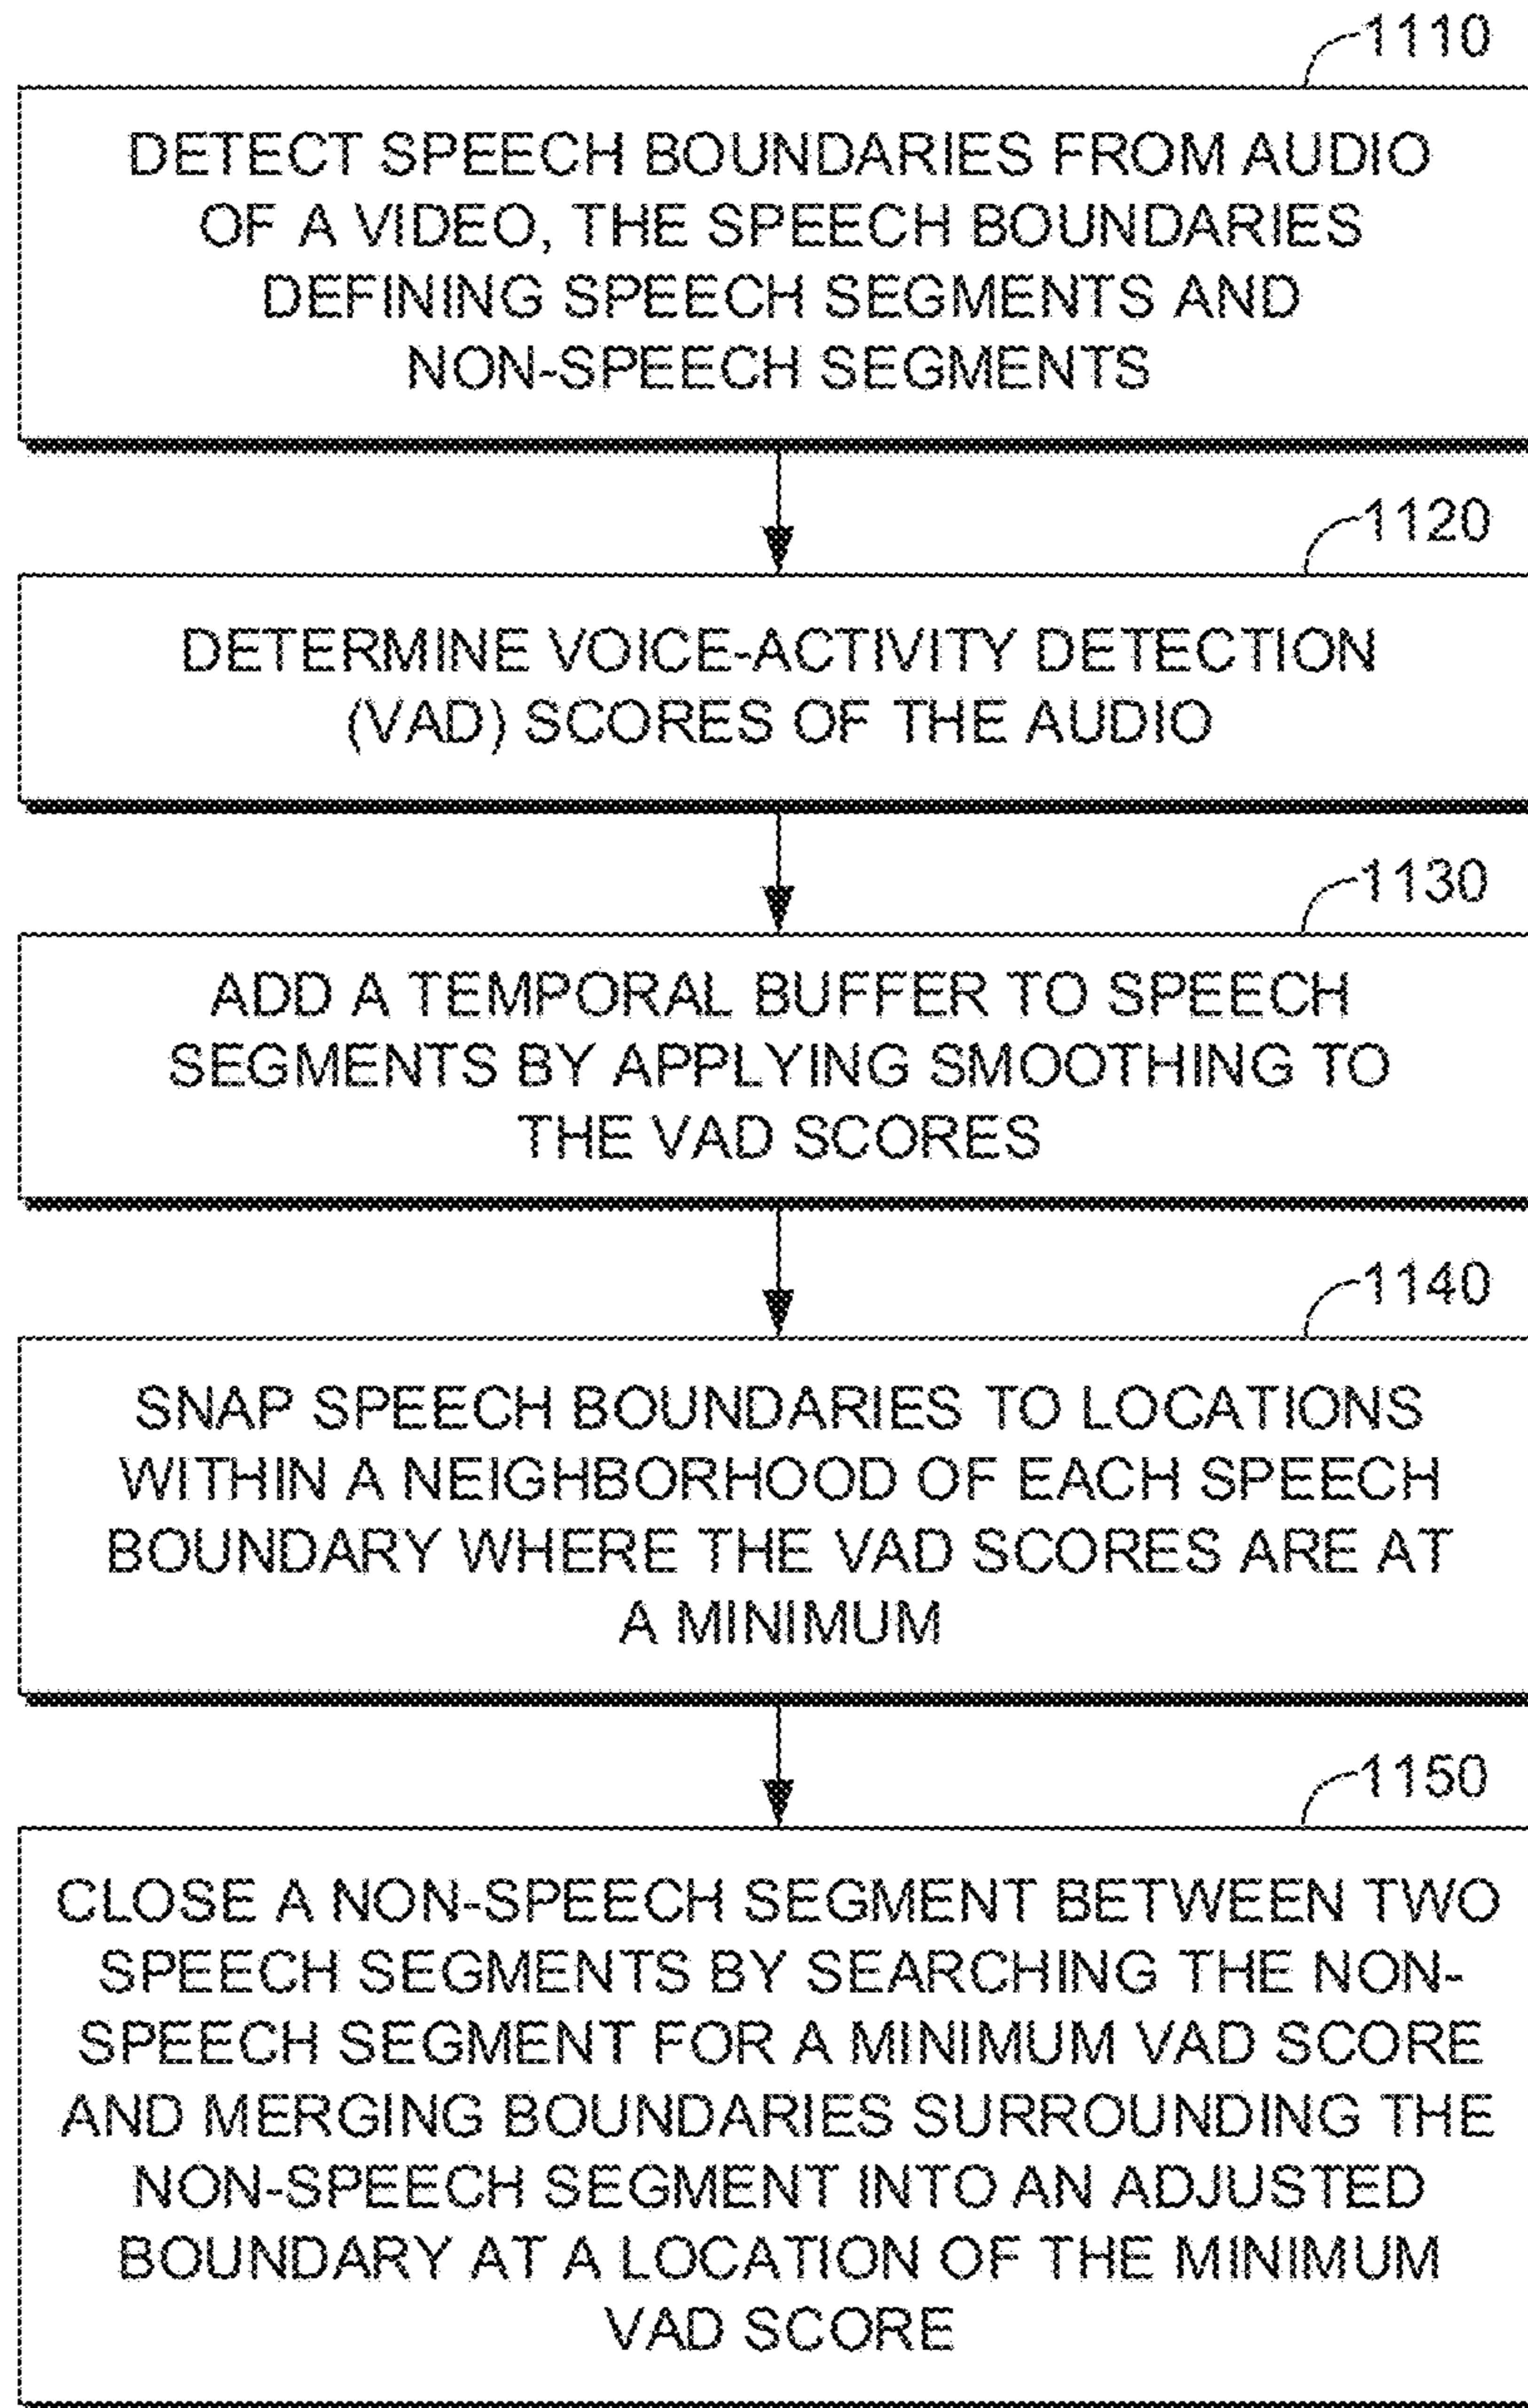 1110
DETECT SPEECH BOUNDARIES FROM AUDIO
OF A VIDEO, THE SPEECH BOUNDARIES
DEFINING SPEECH SEGMENTS AND
NON-SPEECH SEGMENTS
1120
DETERMINE VOICE-ACTIVITY DETECTION
(VAD) SCORES OF THE AUDIO
1130
ADD A TEMPORAL BUFFER TO SPEECH
SEGMENTS BY APPLYING SMOOTHING TO
THE VAD SCORES
1140
SNAP SPEECH BOUNDARIES TO LOCATIONS
WITHIN A NEIGHBORHOOD OF EACH SPEECH
BOUNDARY WHERE THE VAD SCORES ARE AT
A MINIMUM
1150
CLOSE A NON-SPEECH SEGMENT BETWEEN TWO
SPEECH SEGMENTS BY SEARCHING THE NON-
SPEECH SEGMENT FOR A MINIMUM VAD SCORE
AND MERGING BOUNDARIES SURROUNDING THE
NON-SPEECH SEGMENT INTO AN ADJUSTED
BOUNDARY AT A LOCATION OF THE MINIMUM
VAD SCORE